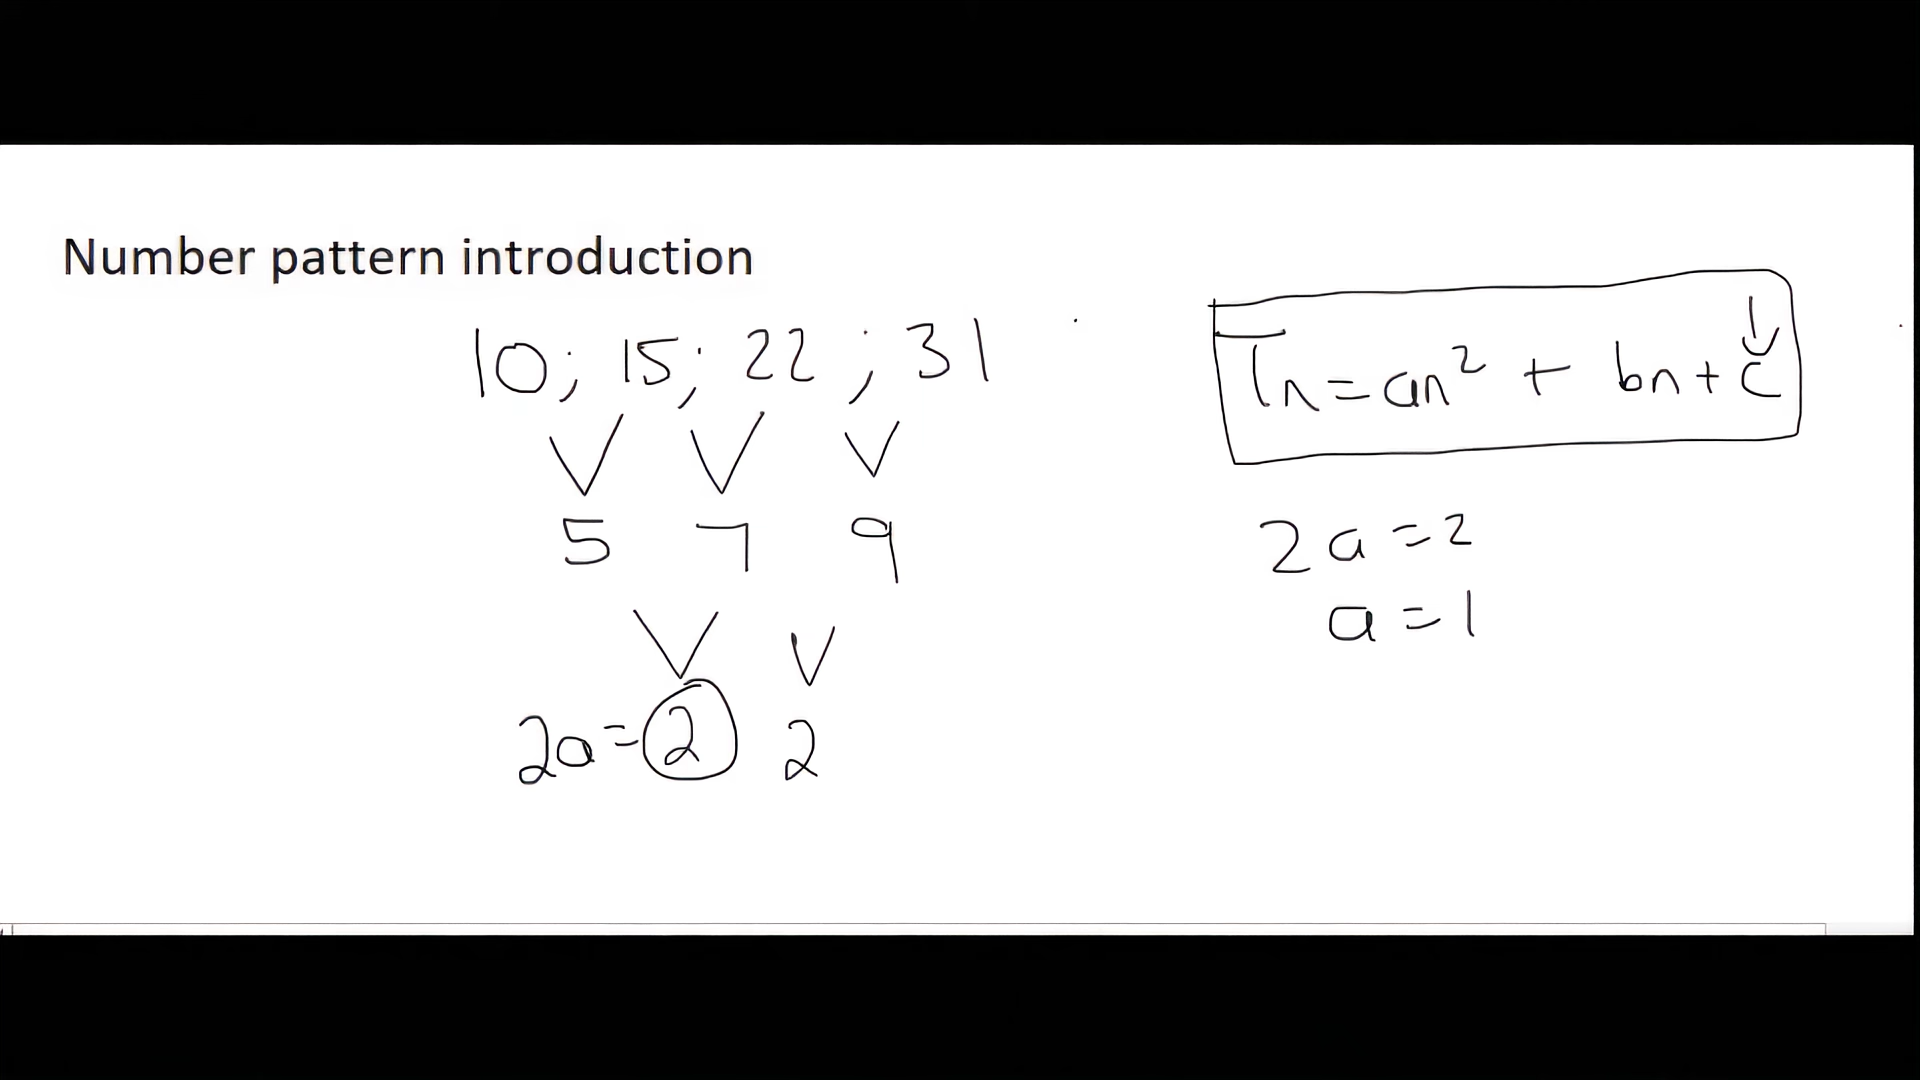 Number pattern introduction
10; 15; 22; 31
Tn = an² + bn + c
5 7 9
2a = 2
a = 1
2a = 2 2